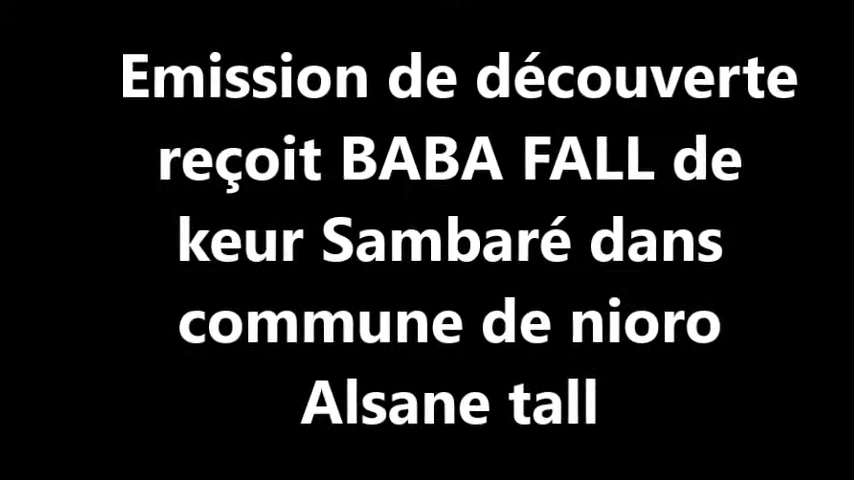 Emission de découverte
reçoit BABA FALL de
keur Sambaré dans
commune de nioro
Alsane tall